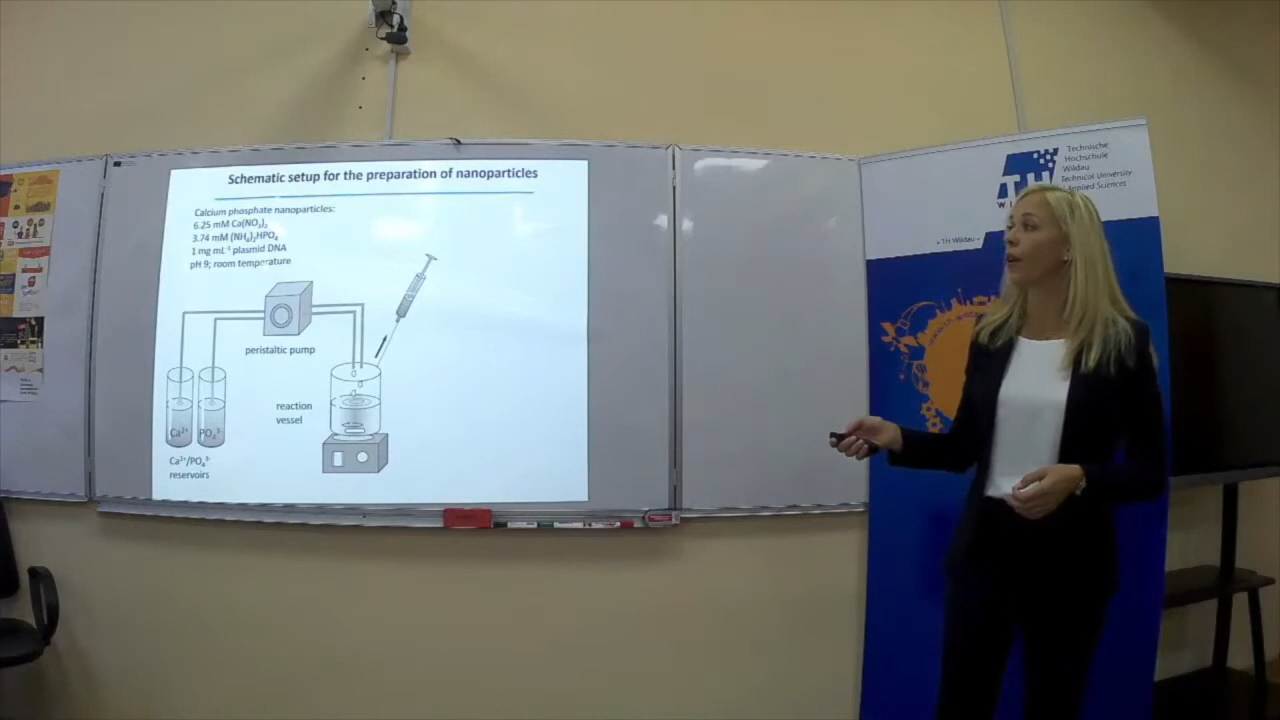 Schematic setup for the preparation of nanoparticles
Calcium phosphate nanoparticles:
6.25 mM Ca(NO₃)₂
3.74 mM (NH₄)₂HPO₄
1 mg mL⁻¹ plasmid DNA
pH 9; room temperature
peristaltic pump
reaction
vessel
Ca²⁺
PO₄³⁻
Ca²⁺/PO₄³⁻
reservoirs
Technische
Hochschule
Wildau
Technical University
Applied Sciences
TH
« TH Wildau »